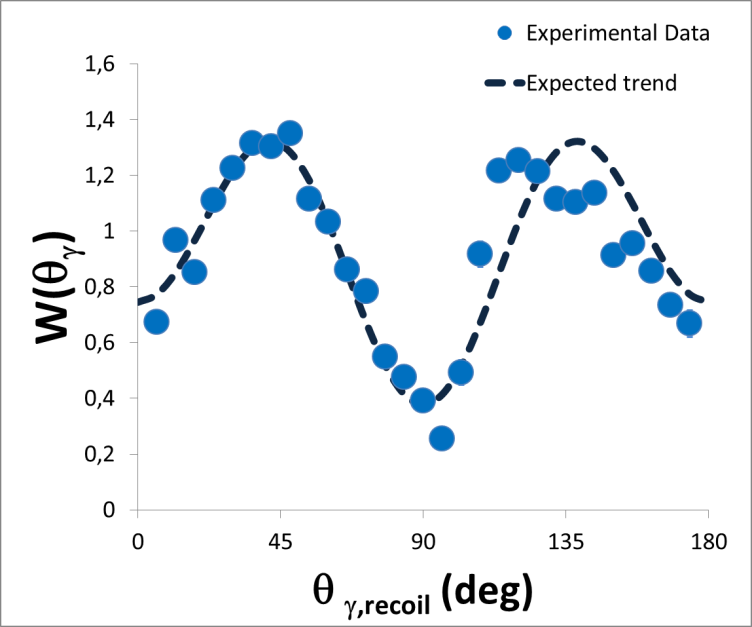 Experimental Data
Expected trend
1,6
1,4
1,2
1
0,8
0,6
0,4
0,2
0
W(θγ)
0 45 90 135 180
θ γ,recoil (deg)